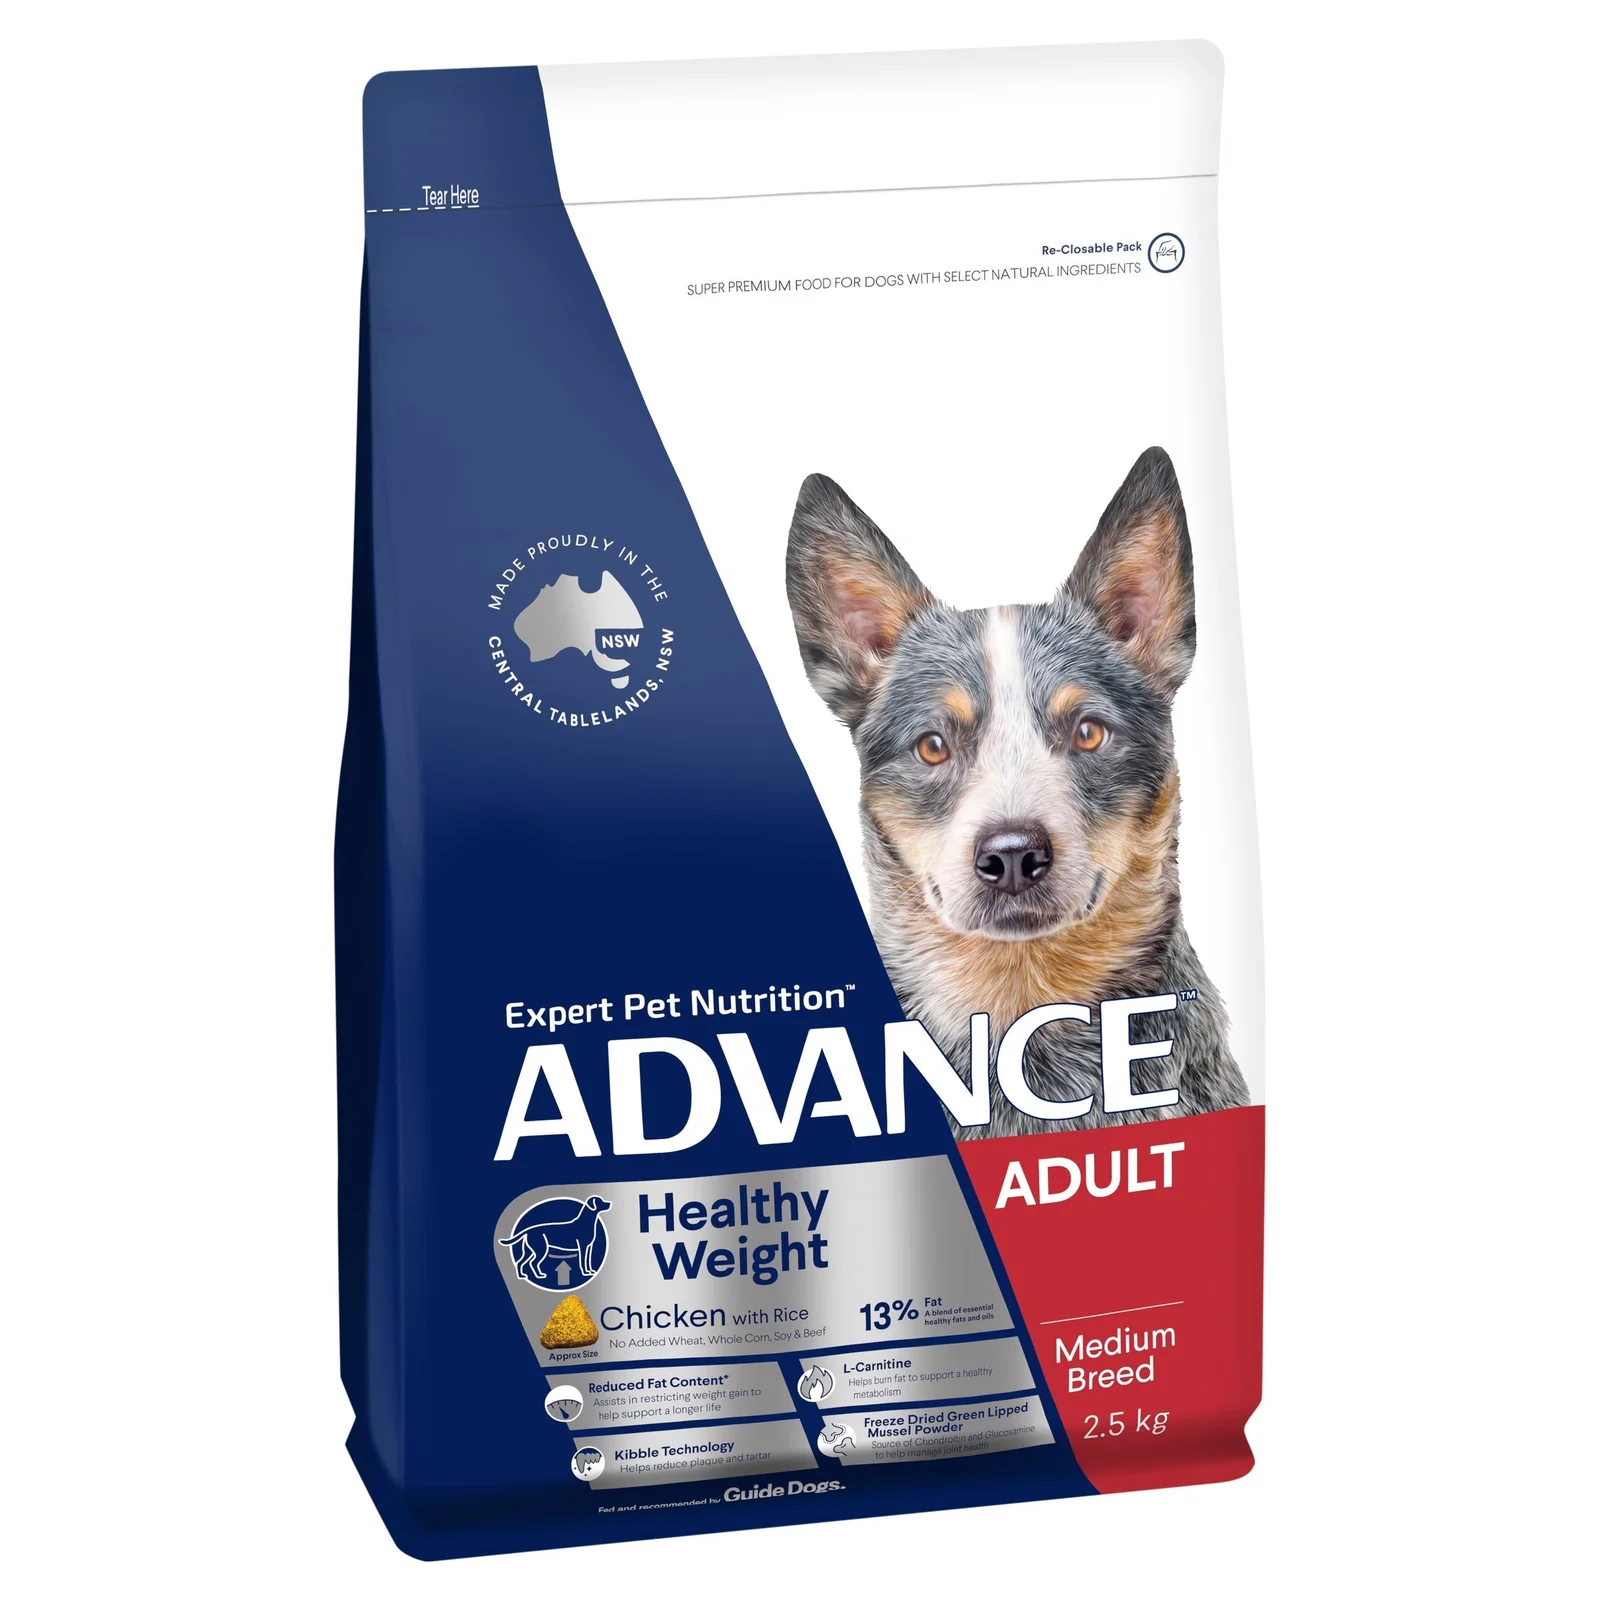 Tear Here
Re-Closable Pack
SUPER PREMIUM FOOD FOR DOGS WITH SELECT NATURAL INGREDIENTS
MADE PROUDLY IN THE
CENTRAL TABLELANDS, NSW
NSW
Expert Pet Nutrition™
ADVANCE™
ADULT
Healthy
Weight
Chicken with Rice
No Added Wheat, Whole Corn, Soy & Beef
Approx Size
13% Fat
A blend of essential
healthy fats and oils
Reduced Fat Content*
Assists in restricting weight gain to
help support a longer life
L-Carnitine
Helps burn fat to support a healthy
metabolism
Kibble Technology
Helps reduce plaque and tartar
Freeze Dried Green Lipped
Mussel Powder
Source of Chondroitin and Glucosamine
to help manage joint health
Medium
Breed
2.5 kg
Fed and recommended by Guide Dogs.